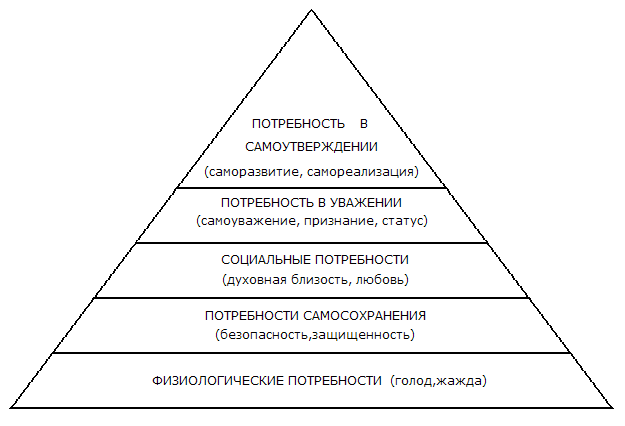 ПОТРЕБНОСТЬ В
САМОУТВЕРЖДЕНИИ
(саморазвитие, самореализация)
ПОТРЕБНОСТЬ В УВАЖЕНИИ
(самоуважение, признание, статус)
СОЦИАЛЬНЫЕ ПОТРЕБНОСТИ
(духовная близость, любовь)
ПОТРЕБНОСТИ САМОСОХРАНЕНИЯ
(безопасность,защищенность)
ФИЗИОЛОГИЧЕСКИЕ ПОТРЕБНОСТИ (голод,жажда)